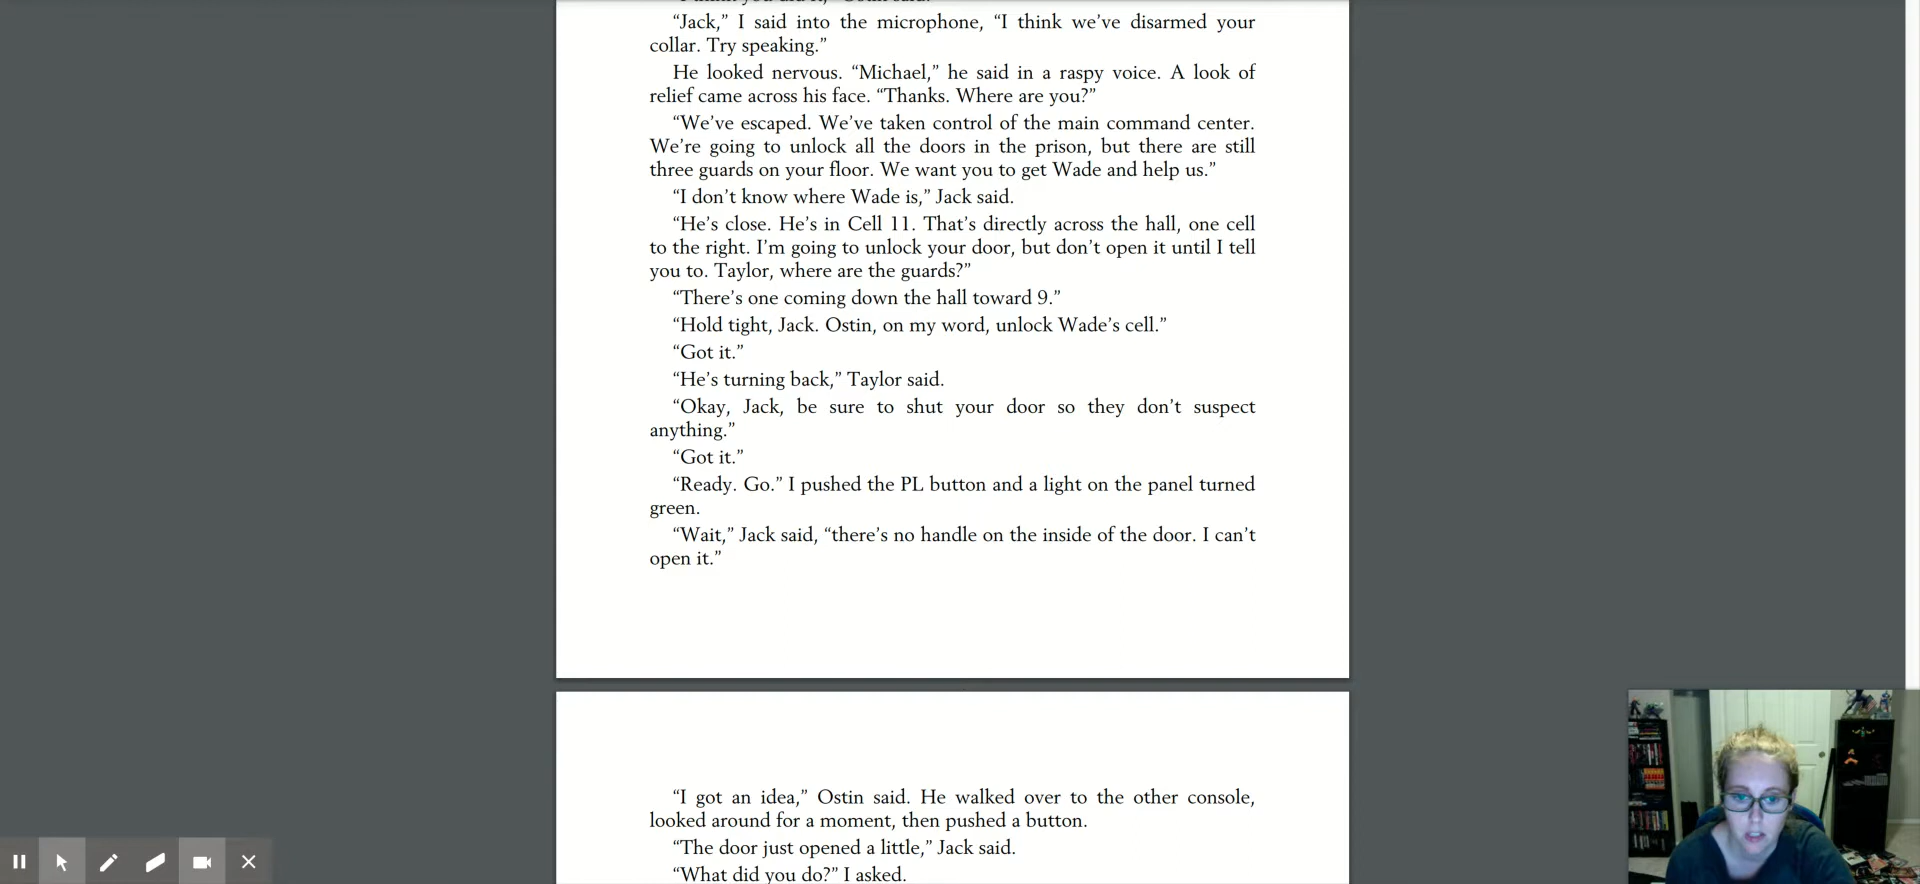 “Jack,” I said into the microphone, “I think we’ve disarmed your
collar. Try speaking.”
He looked nervous. “Michael,” he said in a raspy voice. A look of
relief came across his face. “Thanks. Where are you?”
“We’ve escaped. We’ve taken control of the main command center.
We’re going to unlock all the doors in the prison, but there are still
three guards on your floor. We want you to get Wade and help us.”
“I don’t know where Wade is,” Jack said.
“He’s close. He’s in Cell 11. That’s directly across the hall, one cell
to the right. I’m going to unlock your door, but don’t open it until I tell
you to. Taylor, where are the guards?”
“There’s one coming down the hall toward 9.”
“Hold tight, Jack. Ostin, on my word, unlock Wade’s cell.”
“Got it.”
“He’s turning back,” Taylor said.
“Okay, Jack, be sure to shut your door so they don’t suspect
anything.”
“Got it.”
“Ready. Go.” I pushed the PL button and a light on the panel turned
green.
“Wait,” Jack said, “there’s no handle on the inside of the door. I can’t
open it.”
“I got an idea,” Ostin said. He walked over to the other console,
looked around for a moment, then pushed a button.
“The door just opened a little,” Jack said.
“What did you do?” I asked.